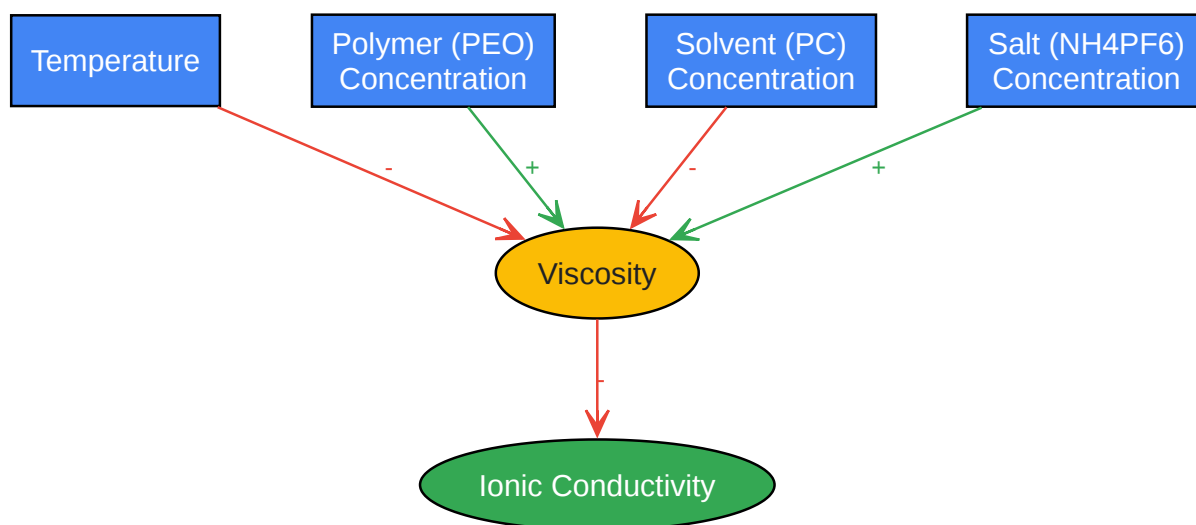 Temperature
Polymer (PEO)
Concentration
Solvent (PC)
Concentration
Salt (NH4PF6)
Concentration
-
+
-
+
Viscosity
-
Ionic Conductivity